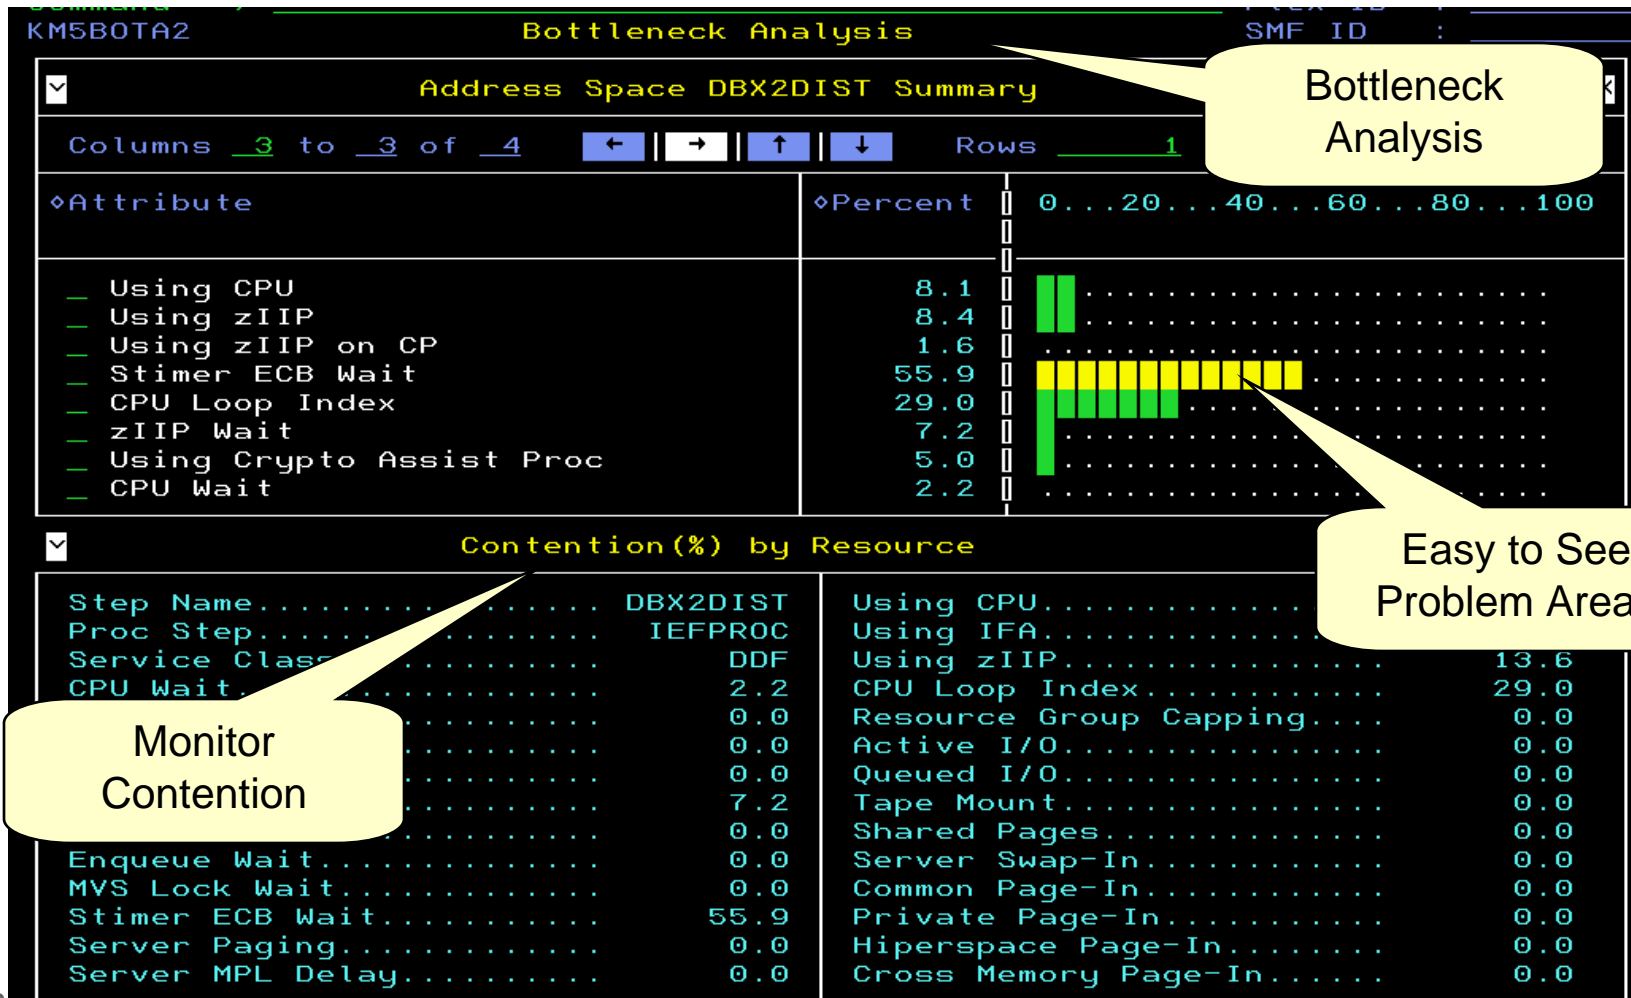 KM5BOTA2 Bottleneck Analysis SMF ID :
Address Space DBX2DIST Summary
Bottleneck
Analysis
Columns 3 to 3 of 4 ← | → | ↑ | ↓ Rows 1
◇Attribute ◇Percent 0...20...40...60...80...100
_ Using CPU 8.1
_ Using zIIP 8.4
_ Using zIIP on CP 1.6
_ Stimer ECB Wait 55.9
_ CPU Loop Index 29.0
_ zIIP Wait 7.2
_ Using Crypto Assist Proc 5.0
_ CPU Wait 2.2
Contention(%) by Resource
Easy to See
Problem Area
Step Name................. DBX2DIST Using CPU
Proc Step................. IEFPROC Using IFA
Service Class DDF Using zIIP................ 13.6
CPU Wait 2.2 CPU Loop Index............ 29.0
0.0 Resource Group Capping.... 0.0
0.0 Active I/O................ 0.0
0.0 Queued I/O................ 0.0
7.2 Tape Mount................ 0.0
0.0 Shared Pages.............. 0.0
Monitor
Contention
Enqueue Wait.............. 0.0 Server Swap-In............ 0.0
MVS Lock Wait............. 0.0 Common Page-In............ 0.0
Stimer ECB Wait........... 55.9 Private Page-In........... 0.0
Server Paging............. 0.0 Hiperspace Page-In........ 0.0
Server MPL Delay.......... 0.0 Cross Memory Page-In...... 0.0